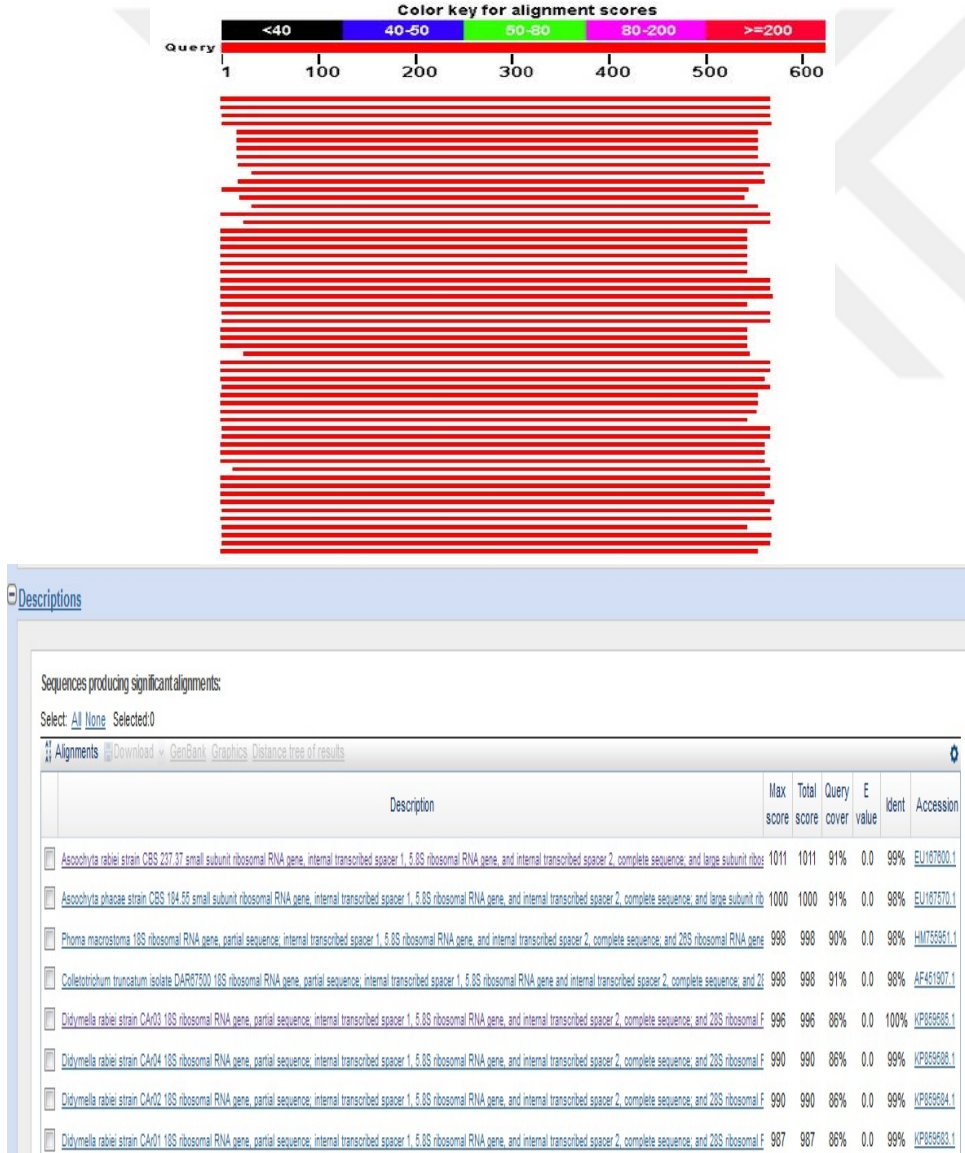 Color key for alignment scores
<40 40-50 50-80 80-200 >=200
Query
1 100 200 300 400 500 600
Descriptions
Sequences producing significant alignments:
Select: All None Selected:0
Alignments Download GenBank Graphics Distance tree of results
Description Max score Total score Query cover E value Ident Accession
Ascochyta rabiei strain CBS 237.37 small subunit ribosomal RNA gene, internal transcribed spacer 1, 5.8S ribosomal RNA gene, and internal transcribed spacer 2, complete sequence; and large subunit ribos 1011 1011 91% 0.0 99% EU167600.1
Ascochyta phacae strain CBS 184.55 small subunit ribosomal RNA gene, internal transcribed spacer 1, 5.8S ribosomal RNA gene, and internal transcribed spacer 2, complete sequence; and large subunit rib 1000 1000 91% 0.0 98% EU167570.1
Phoma macrostoma 18S ribosomal RNA gene, partial sequence; internal transcribed spacer 1, 5.8S ribosomal RNA gene, and internal transcribed spacer 2, complete sequence; and 26S ribosomal RNA gene 998 998 90% 0.0 98% HM755951.1
Colletotrichum truncatum isolate DAR67500 18S ribosomal RNA gene, partial sequence; internal transcribed spacer 1, 5.8S ribosomal RNA gene and internal transcribed spacer 2, complete sequence; and 28 998 998 91% 0.0 98% AF451907.1
Didymella rabiei strain CAr03 18S ribosomal RNA gene, partial sequence; internal transcribed spacer 1, 5.8S ribosomal RNA gene, and internal transcribed spacer 2, complete sequence; and 28S ribosomal F 996 996 86% 0.0 100% KP859585.1
Didymella rabiei strain CAr04 18S ribosomal RNA gene, partial sequence; internal transcribed spacer 1, 5.8S ribosomal RNA gene, and internal transcribed spacer 2, complete sequence; and 28S ribosomal F 990 990 86% 0.0 99% KP859586.1
Didymella rabiei strain CAr02 18S ribosomal RNA gene, partial sequence; internal transcribed spacer 1, 5.8S ribosomal RNA gene, and internal transcribed spacer 2, complete sequence; and 28S ribosomal F 990 990 86% 0.0 99% KP859584.1
Didymella rabiei strain CAr01 18S ribosomal RNA gene, partial sequence; internal transcribed spacer 1, 5.8S ribosomal RNA gene, and internal transcribed spacer 2, complete sequence; and 28S ribosomal F 987 987 86% 0.0 99% KP859583.1